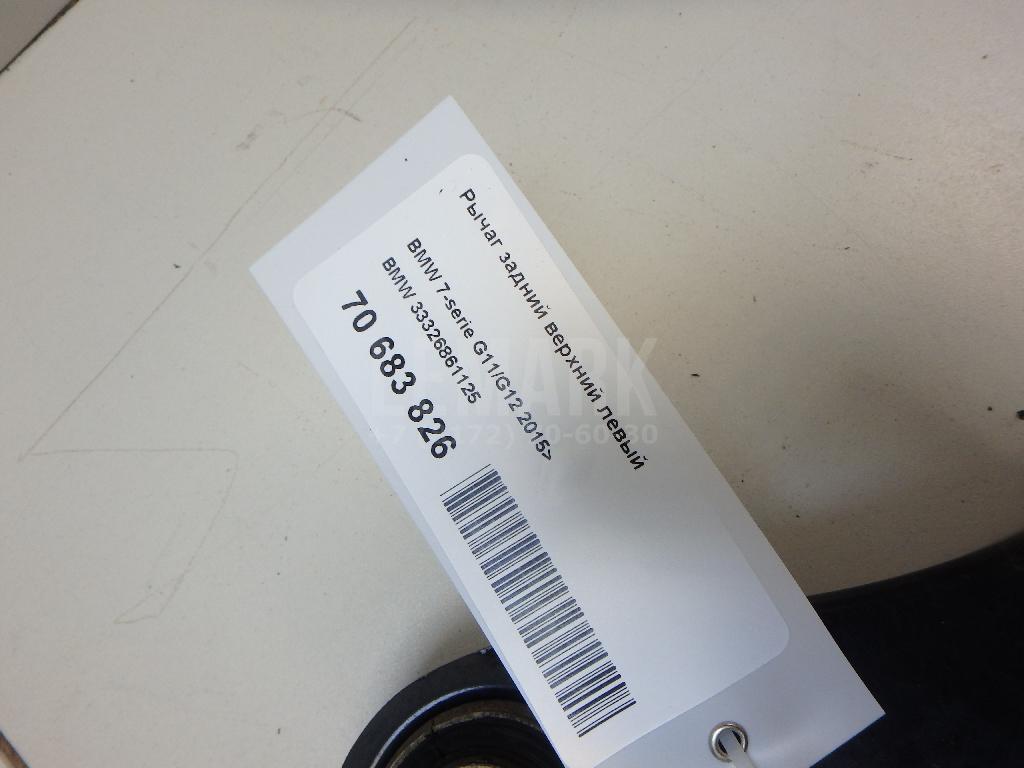 Рычаг задний верхний левый
BMW 7-serie G11/G12 2015>
BMW 33326861125
70 683 826